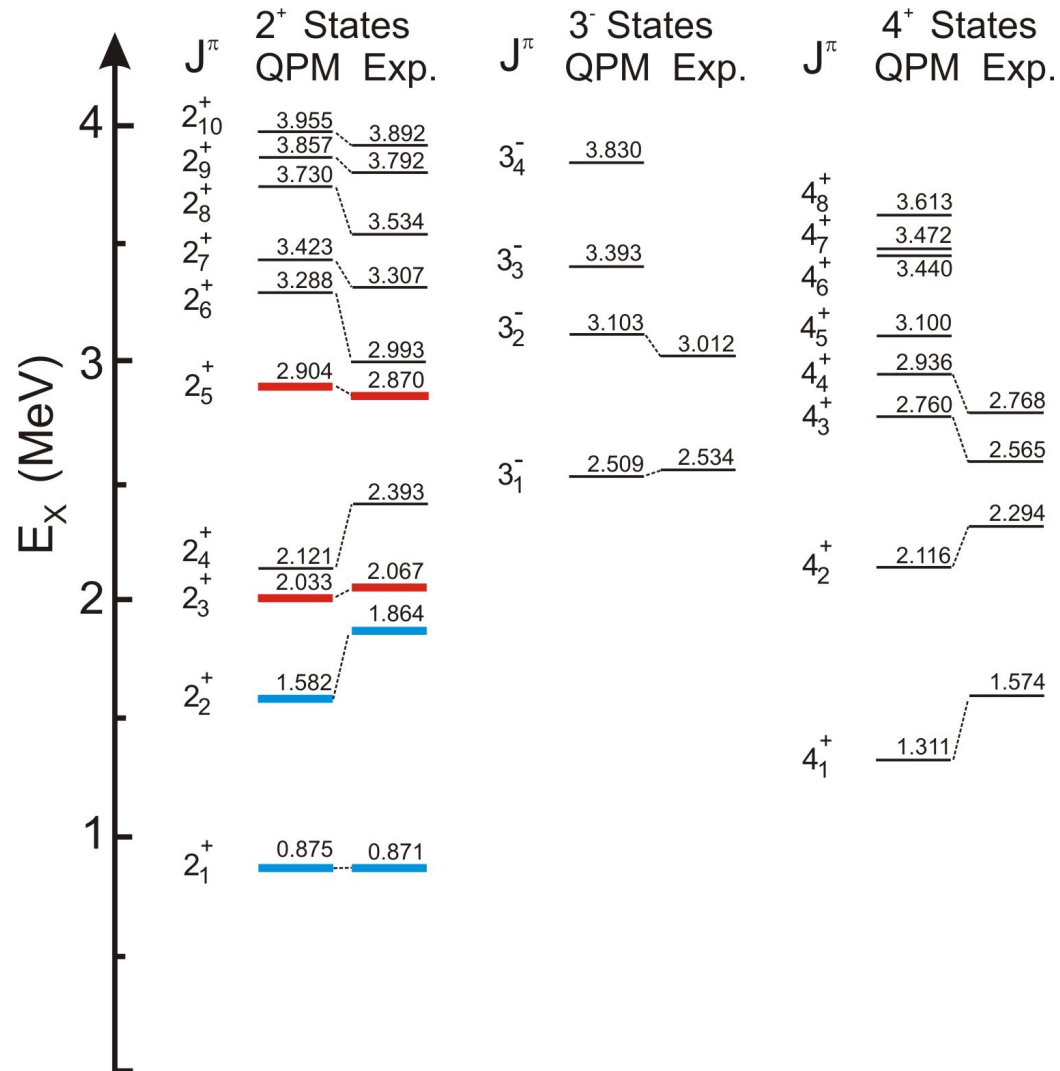 2⁺ States
J^π QPM Exp.
3⁻ States
J^π QPM Exp.
4⁺ States
J^π QPM Exp.
E_X (MeV)
4
3
2
1
2⁺₁₀ 3.955 3.892
2⁺₉ 3.857 3.792
2⁺₈ 3.730 3.534
2⁺₇ 3.423 3.307
2⁺₆ 3.288 2.993
2⁺₅ 2.904 2.870
2⁺₄ 2.121 2.393
2⁺₃ 2.033 2.067
2⁺₂ 1.582 1.864
2⁺₁ 0.875 0.871
3⁻₄ 3.830
3⁻₃ 3.393
3⁻₂ 3.103 3.012
3⁻₁ 2.509 2.534
4⁺₈ 3.613
4⁺₇ 3.472
4⁺₆ 3.440
4⁺₅ 3.100
4⁺₄ 2.936 2.768
4⁺₃ 2.760 2.565
4⁺₂ 2.116 2.294
4⁺₁ 1.311 1.574